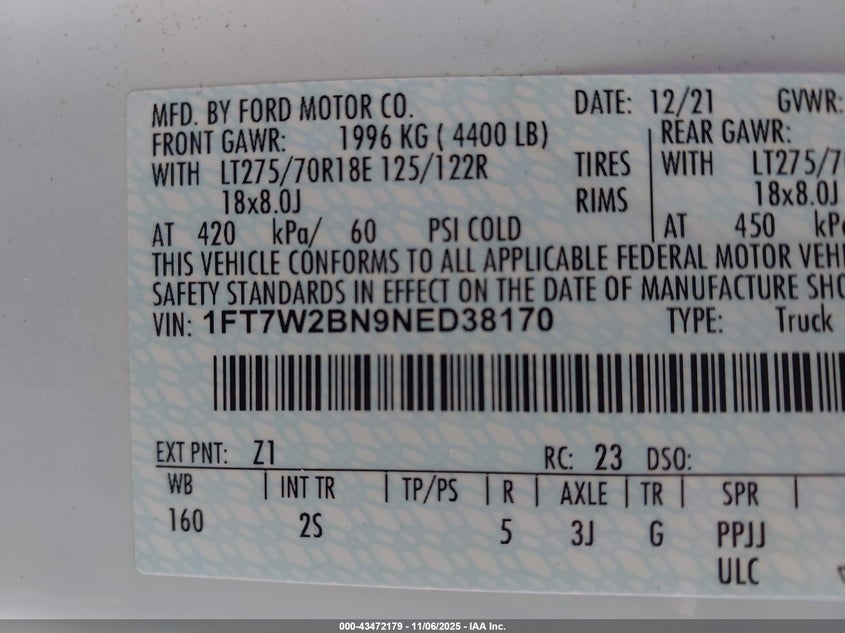 MFD. BY FORD MOTOR CO. DATE: 12/21 GVWR:
FRONT GAWR: 1996 KG ( 4400 LB) REAR GAWR:
WITH LT275/70R18E 125/122R TIRES WITH LT275/70
18x8.0J RIMS 18x8.0J
AT 420 kPa/ 60 PSI COLD AT 450 kPa
THIS VEHICLE CONFORMS TO ALL APPLICABLE FEDERAL MOTOR VEH
SAFETY STANDARDS IN EFFECT ON THE DATE OF MANUFACTURE SHO
VIN: 1FT7W2BN9NED38170 TYPE: Truck
EXT PNT: Z1 RC: 23 DSO:
WB | INT TR | TP/PS | R | AXLE | TR | SPR |
160 2S 5 3J G PPJJ
ULC
000-43472179 - 11/06/2025 - IAA Inc.